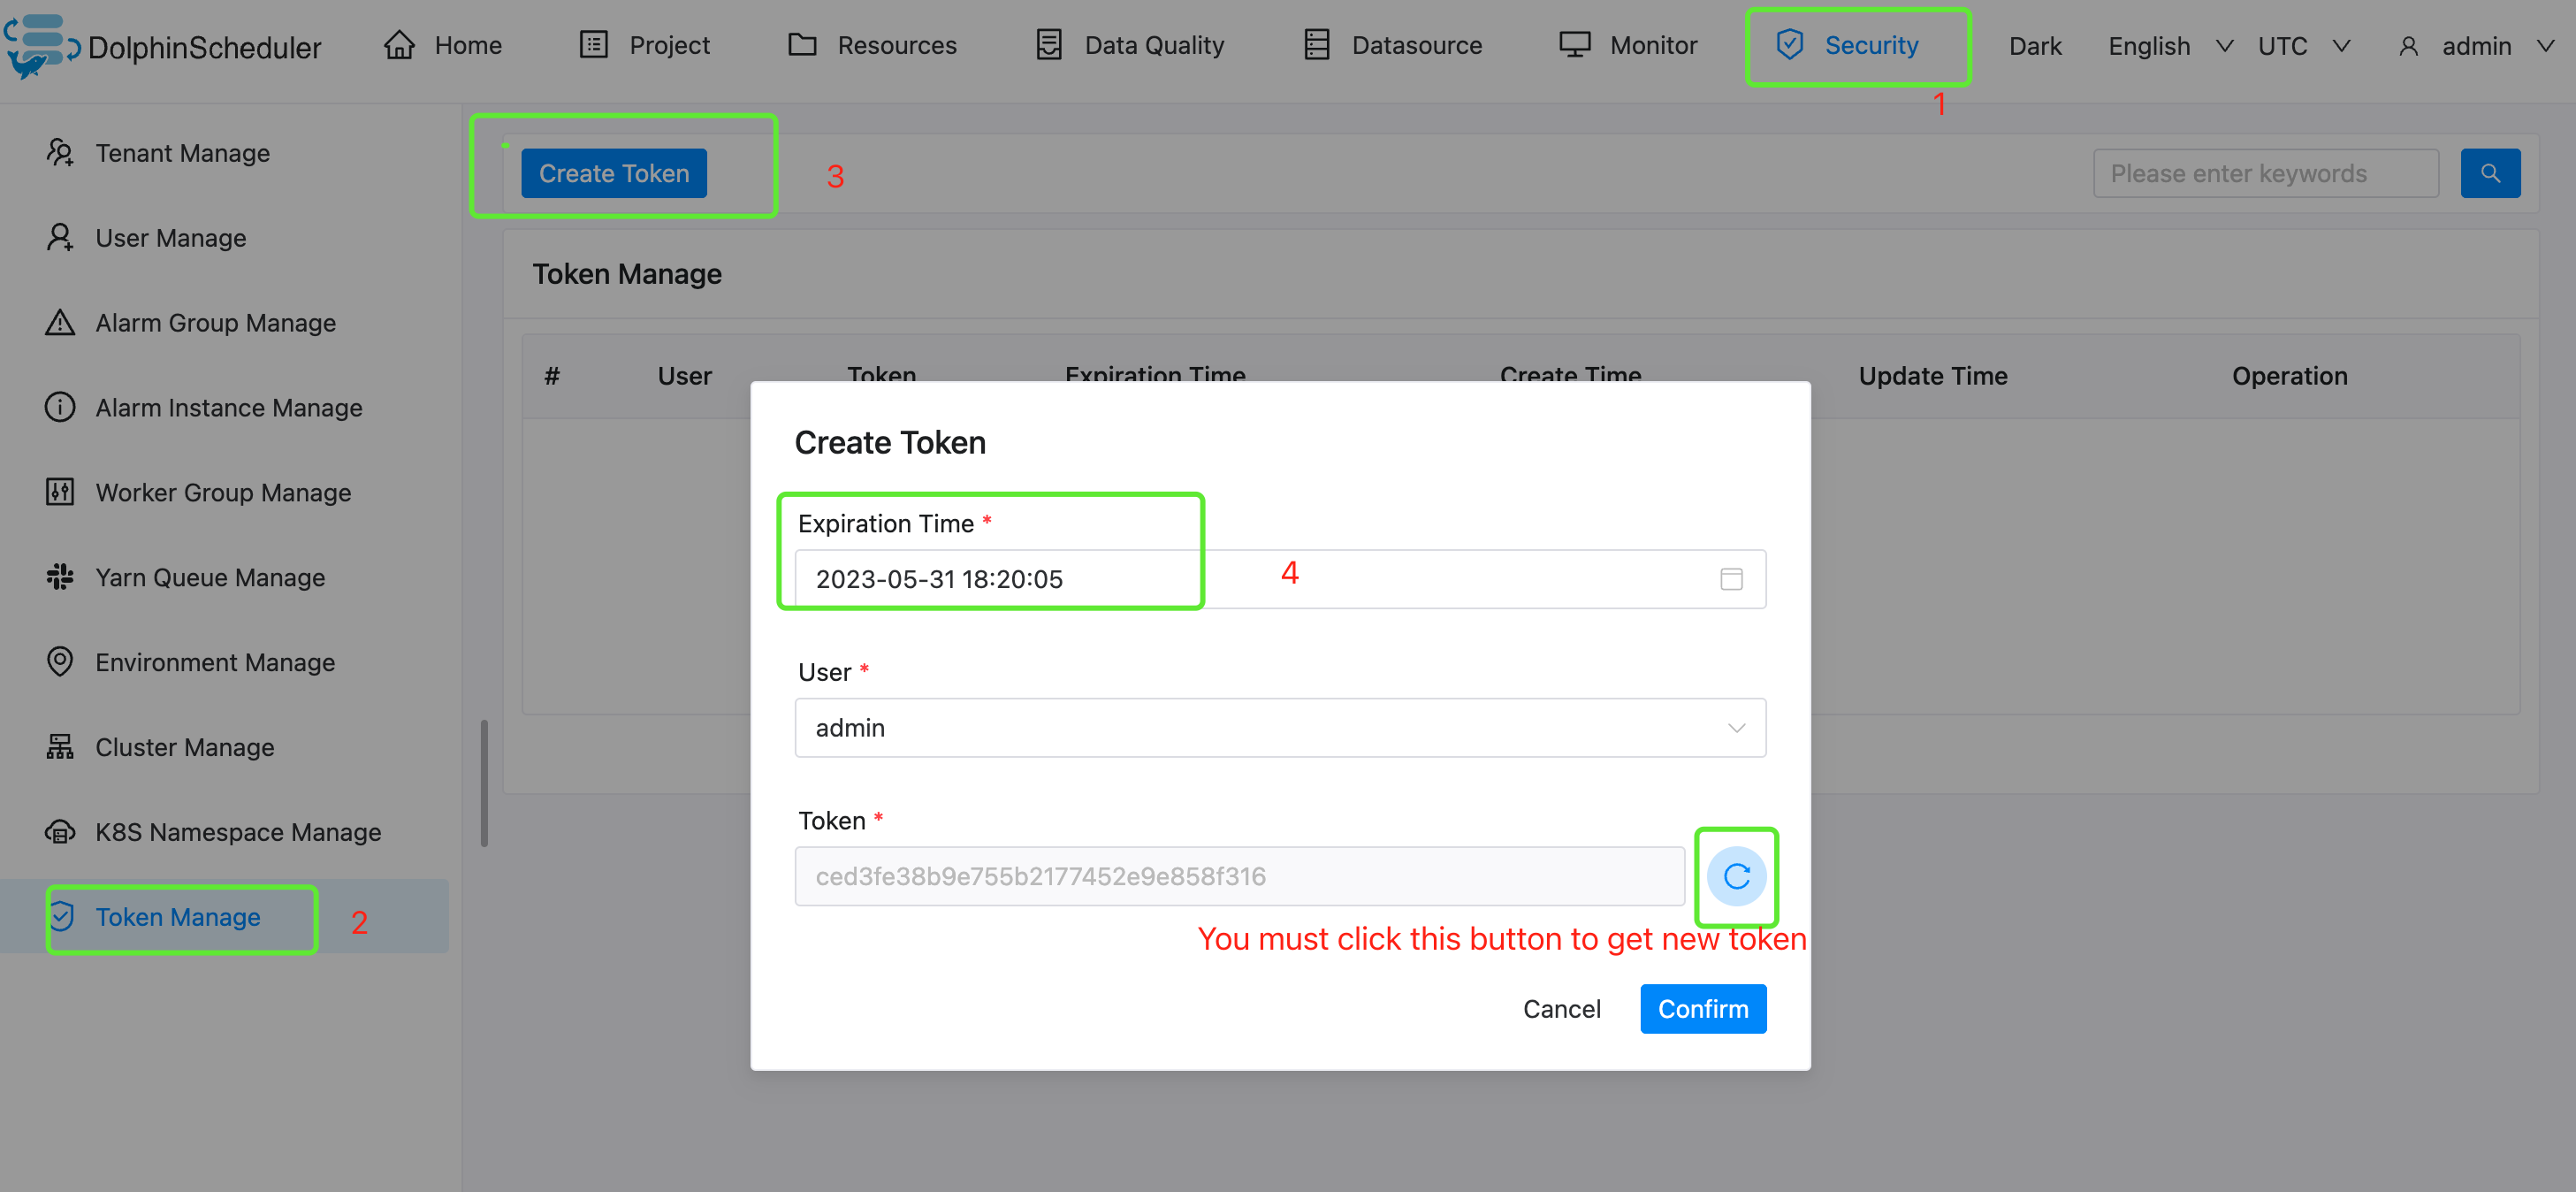 DolphinScheduler Home Project Resources Data Quality Datasource Monitor Security Dark English UTC admin
1
Tenant Manage
User Manage
Alarm Group Manage
Alarm Instance Manage
Worker Group Manage
Yarn Queue Manage
Environment Manage
Cluster Manage
K8S Namespace Manage
Token Manage 2
Create Token 3 Please enter keywords
Token Manage
# User Token Expiration Time Create Time Update Time Operation
Create Token
Expiration Time *
2023-05-31 18:20:05 4
User *
admin
Token *
ced3fe38b9e755b2177452e9e858f316
You must click this button to get new token
Cancel Confirm